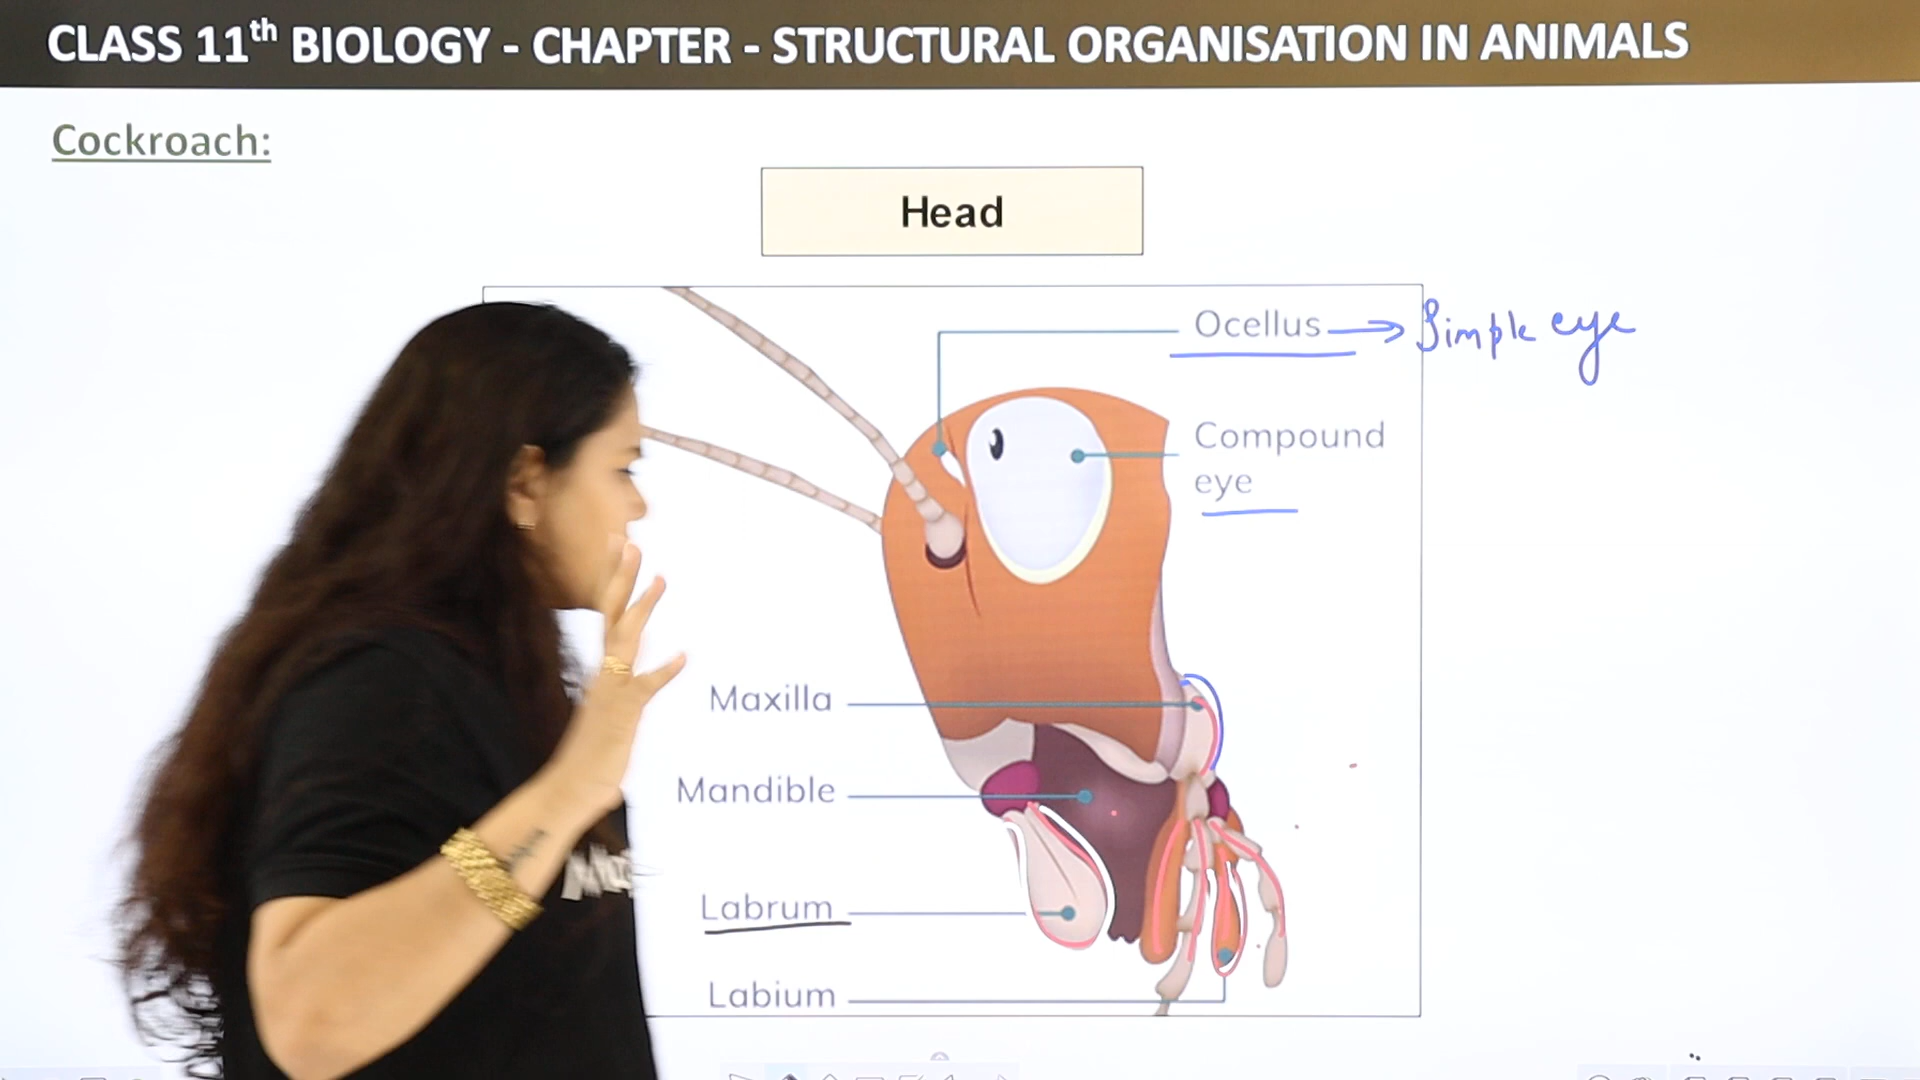 CLASS 11th BIOLOGY - CHAPTER - STRUCTURAL ORGANISATION IN ANIMALS
Cockroach:
Head
Ocellus → Simple eye
Compound
eye
Maxilla
Mandible
Labrum
Labium